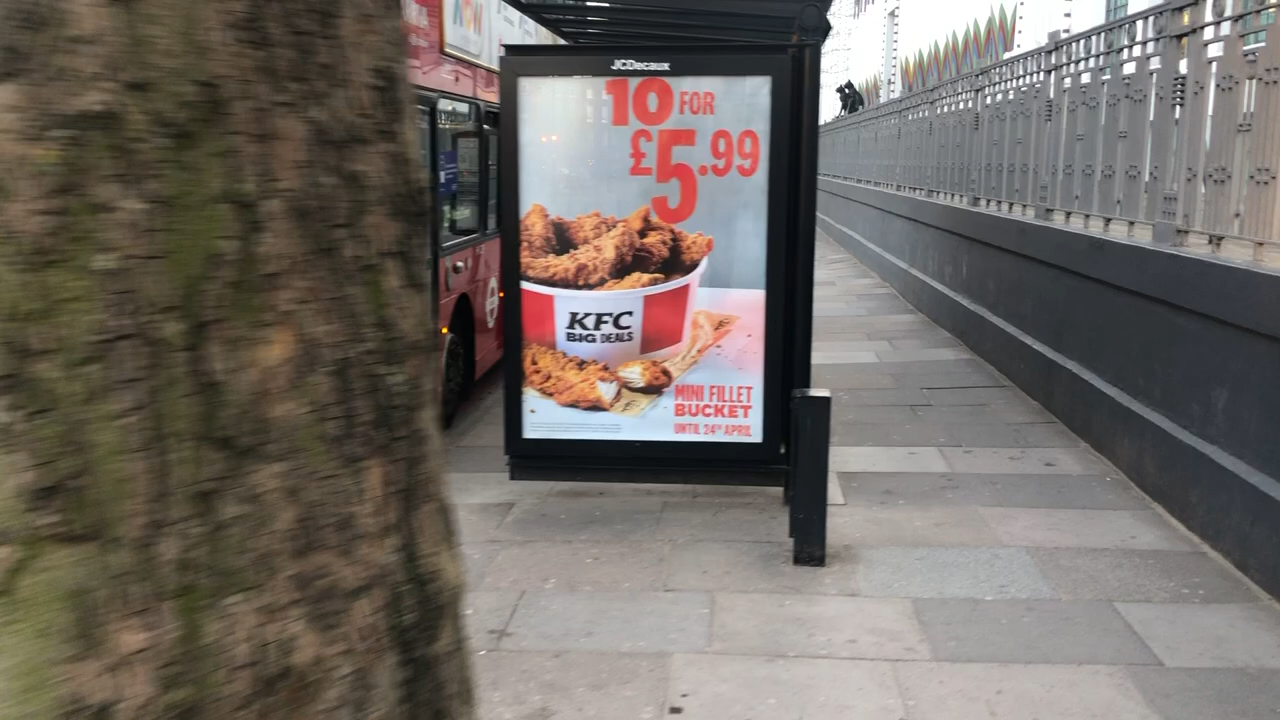 JCDecaux
10 FOR
£5.99
KFC
BIG DEALS
MINI FILLET
BUCKET
UNTIL 24TH APRIL